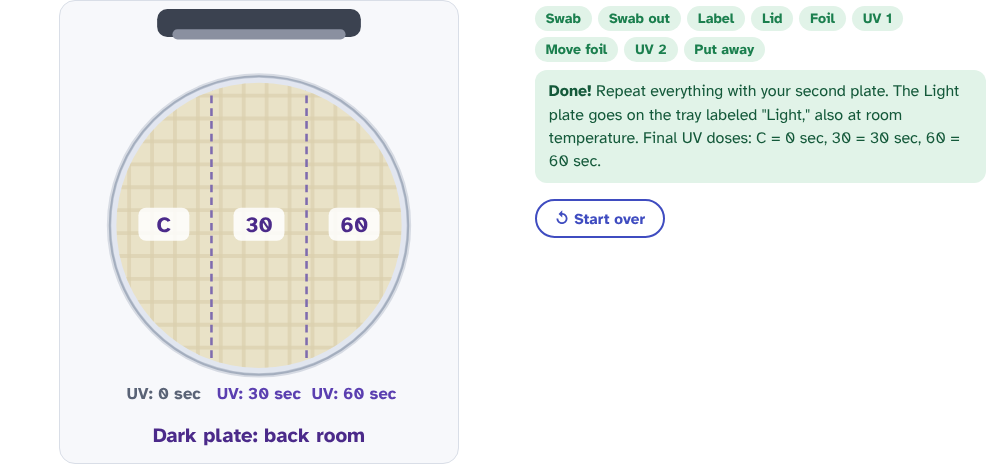 C
30
60
UV: 0 sec
UV: 30 sec
UV: 60 sec
Dark plate: back room
Swab
Swab out
Label
Lid
Foil
UV 1
Move foil
UV 2
Put away
Done! Repeat everything with your second plate. The Light
plate goes on the tray labeled "Light," also at room
temperature. Final UV doses: C = 0 sec, 30 = 30 sec, 60 =
60 sec.
Start over